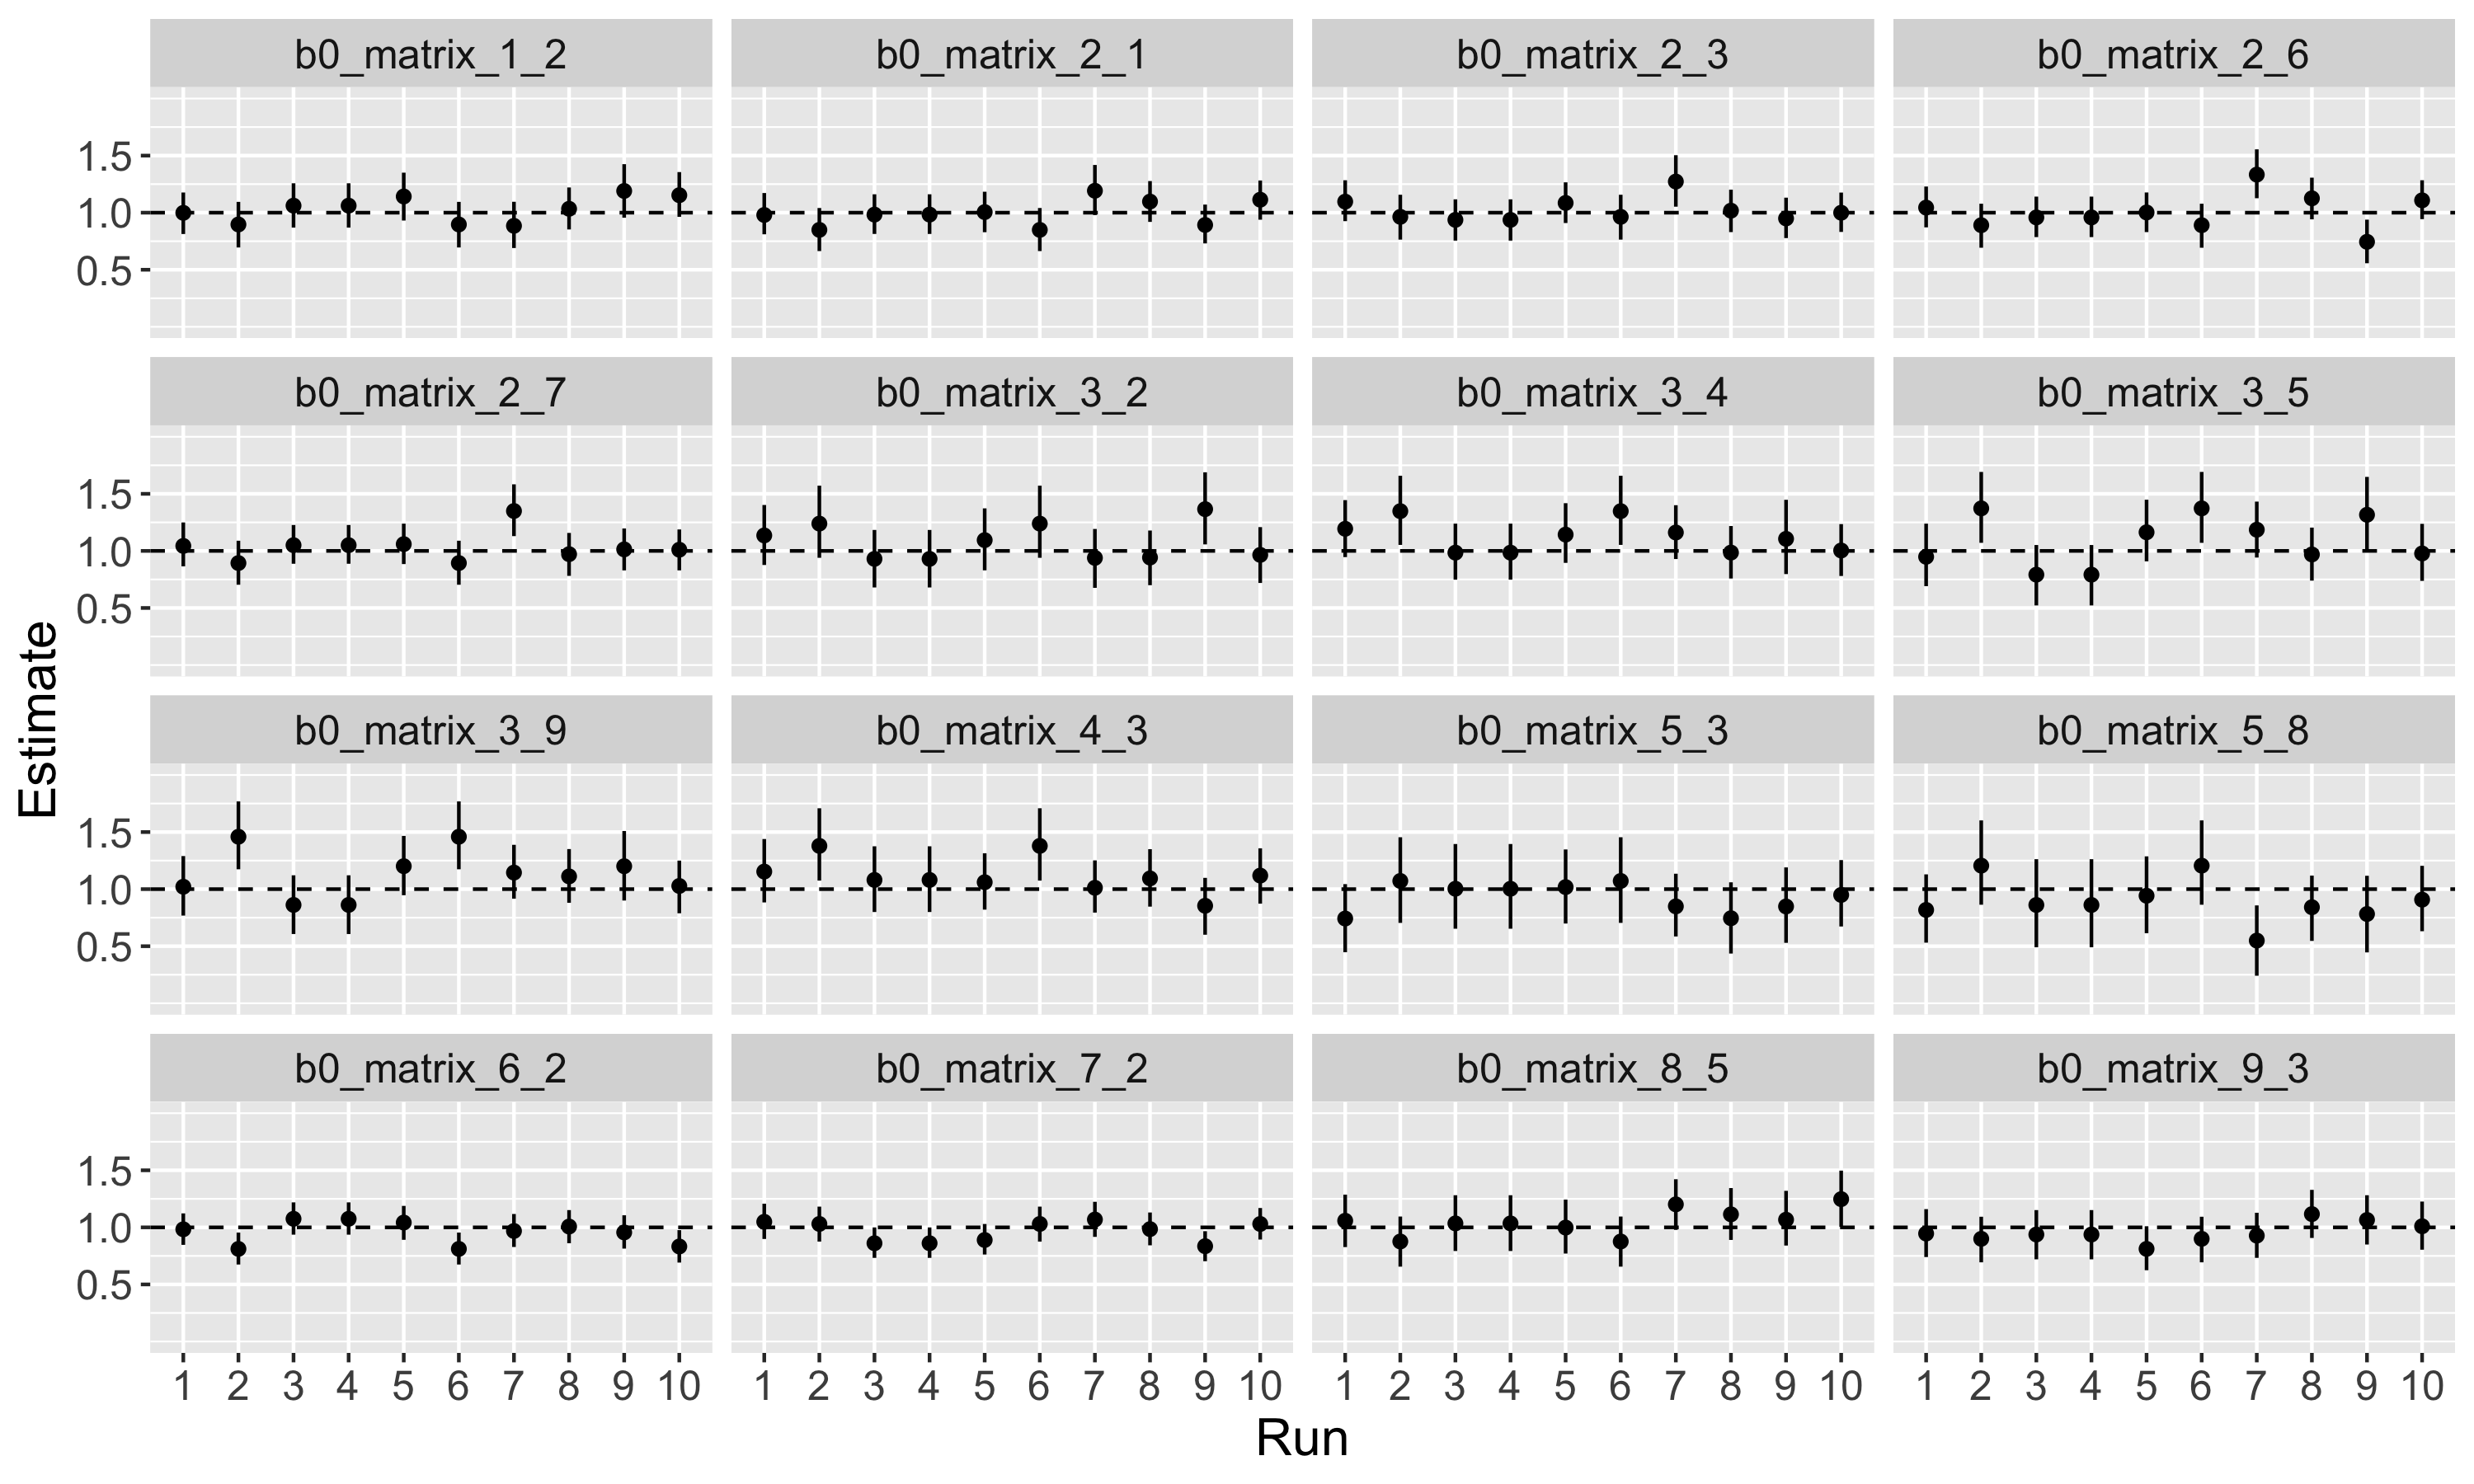 b0_matrix_1_2 b0_matrix_2_1 b0_matrix_2_3 b0_matrix_2_6
1.5
1.0
0.5
b0_matrix_2_7 b0_matrix_3_2 b0_matrix_3_4 b0_matrix_3_5
1.5
1.0
0.5
Estimate
b0_matrix_3_9 b0_matrix_4_3 b0_matrix_5_3 b0_matrix_5_8
1.5
1.0
0.5
b0_matrix_6_2 b0_matrix_7_2 b0_matrix_8_5 b0_matrix_9_3
1.5
1.0
0.5
1 2 3 4 5 6 7 8 9 10 1 2 3 4 5 6 7 8 9 10 1 2 3 4 5 6 7 8 9 10 1 2 3 4 5 6 7 8 9 10
Run